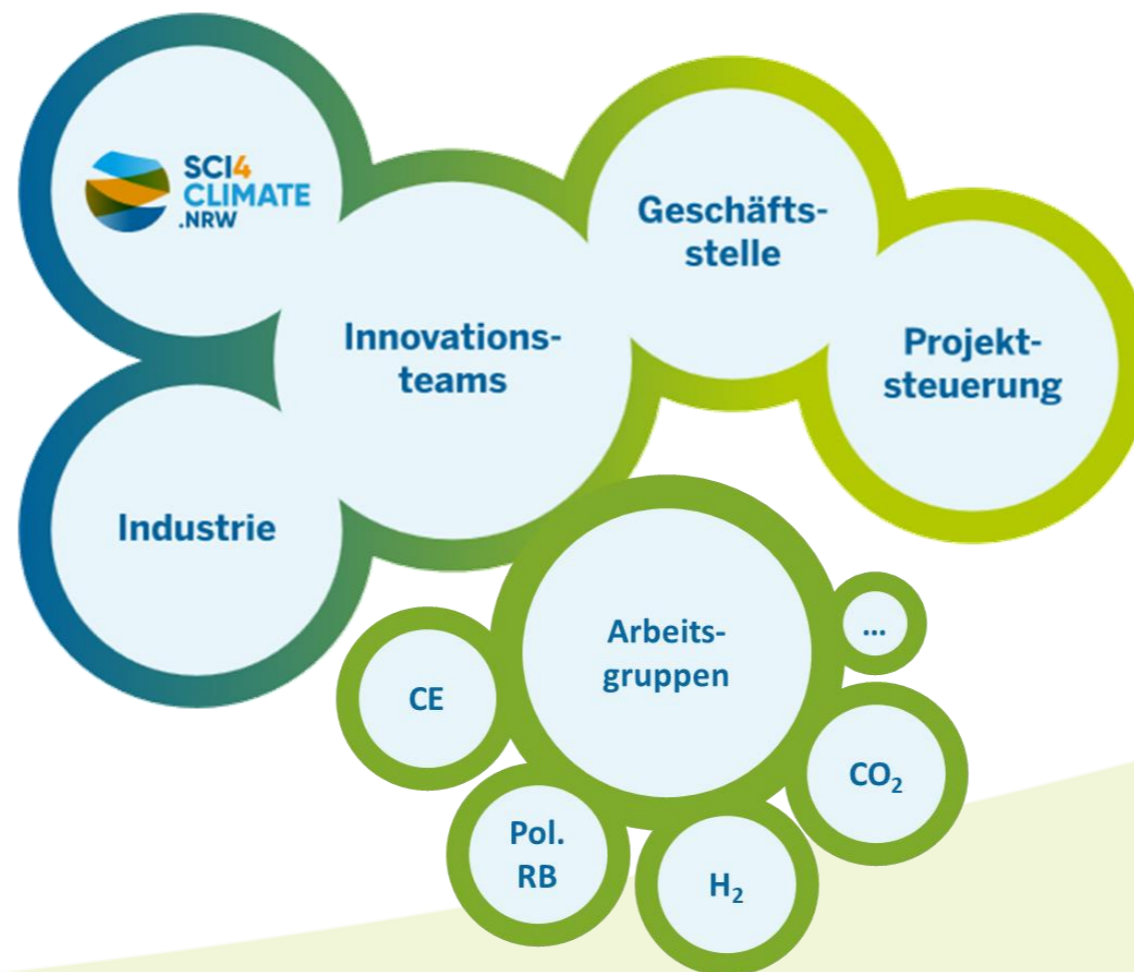 SCI4
CLIMATE
.NRW
Innovations-
teams
Geschäfts-
stelle
Projekt-
steuerung
Industrie
Arbeits-
gruppen
...
CE
CO₂
Pol.
RB
H₂